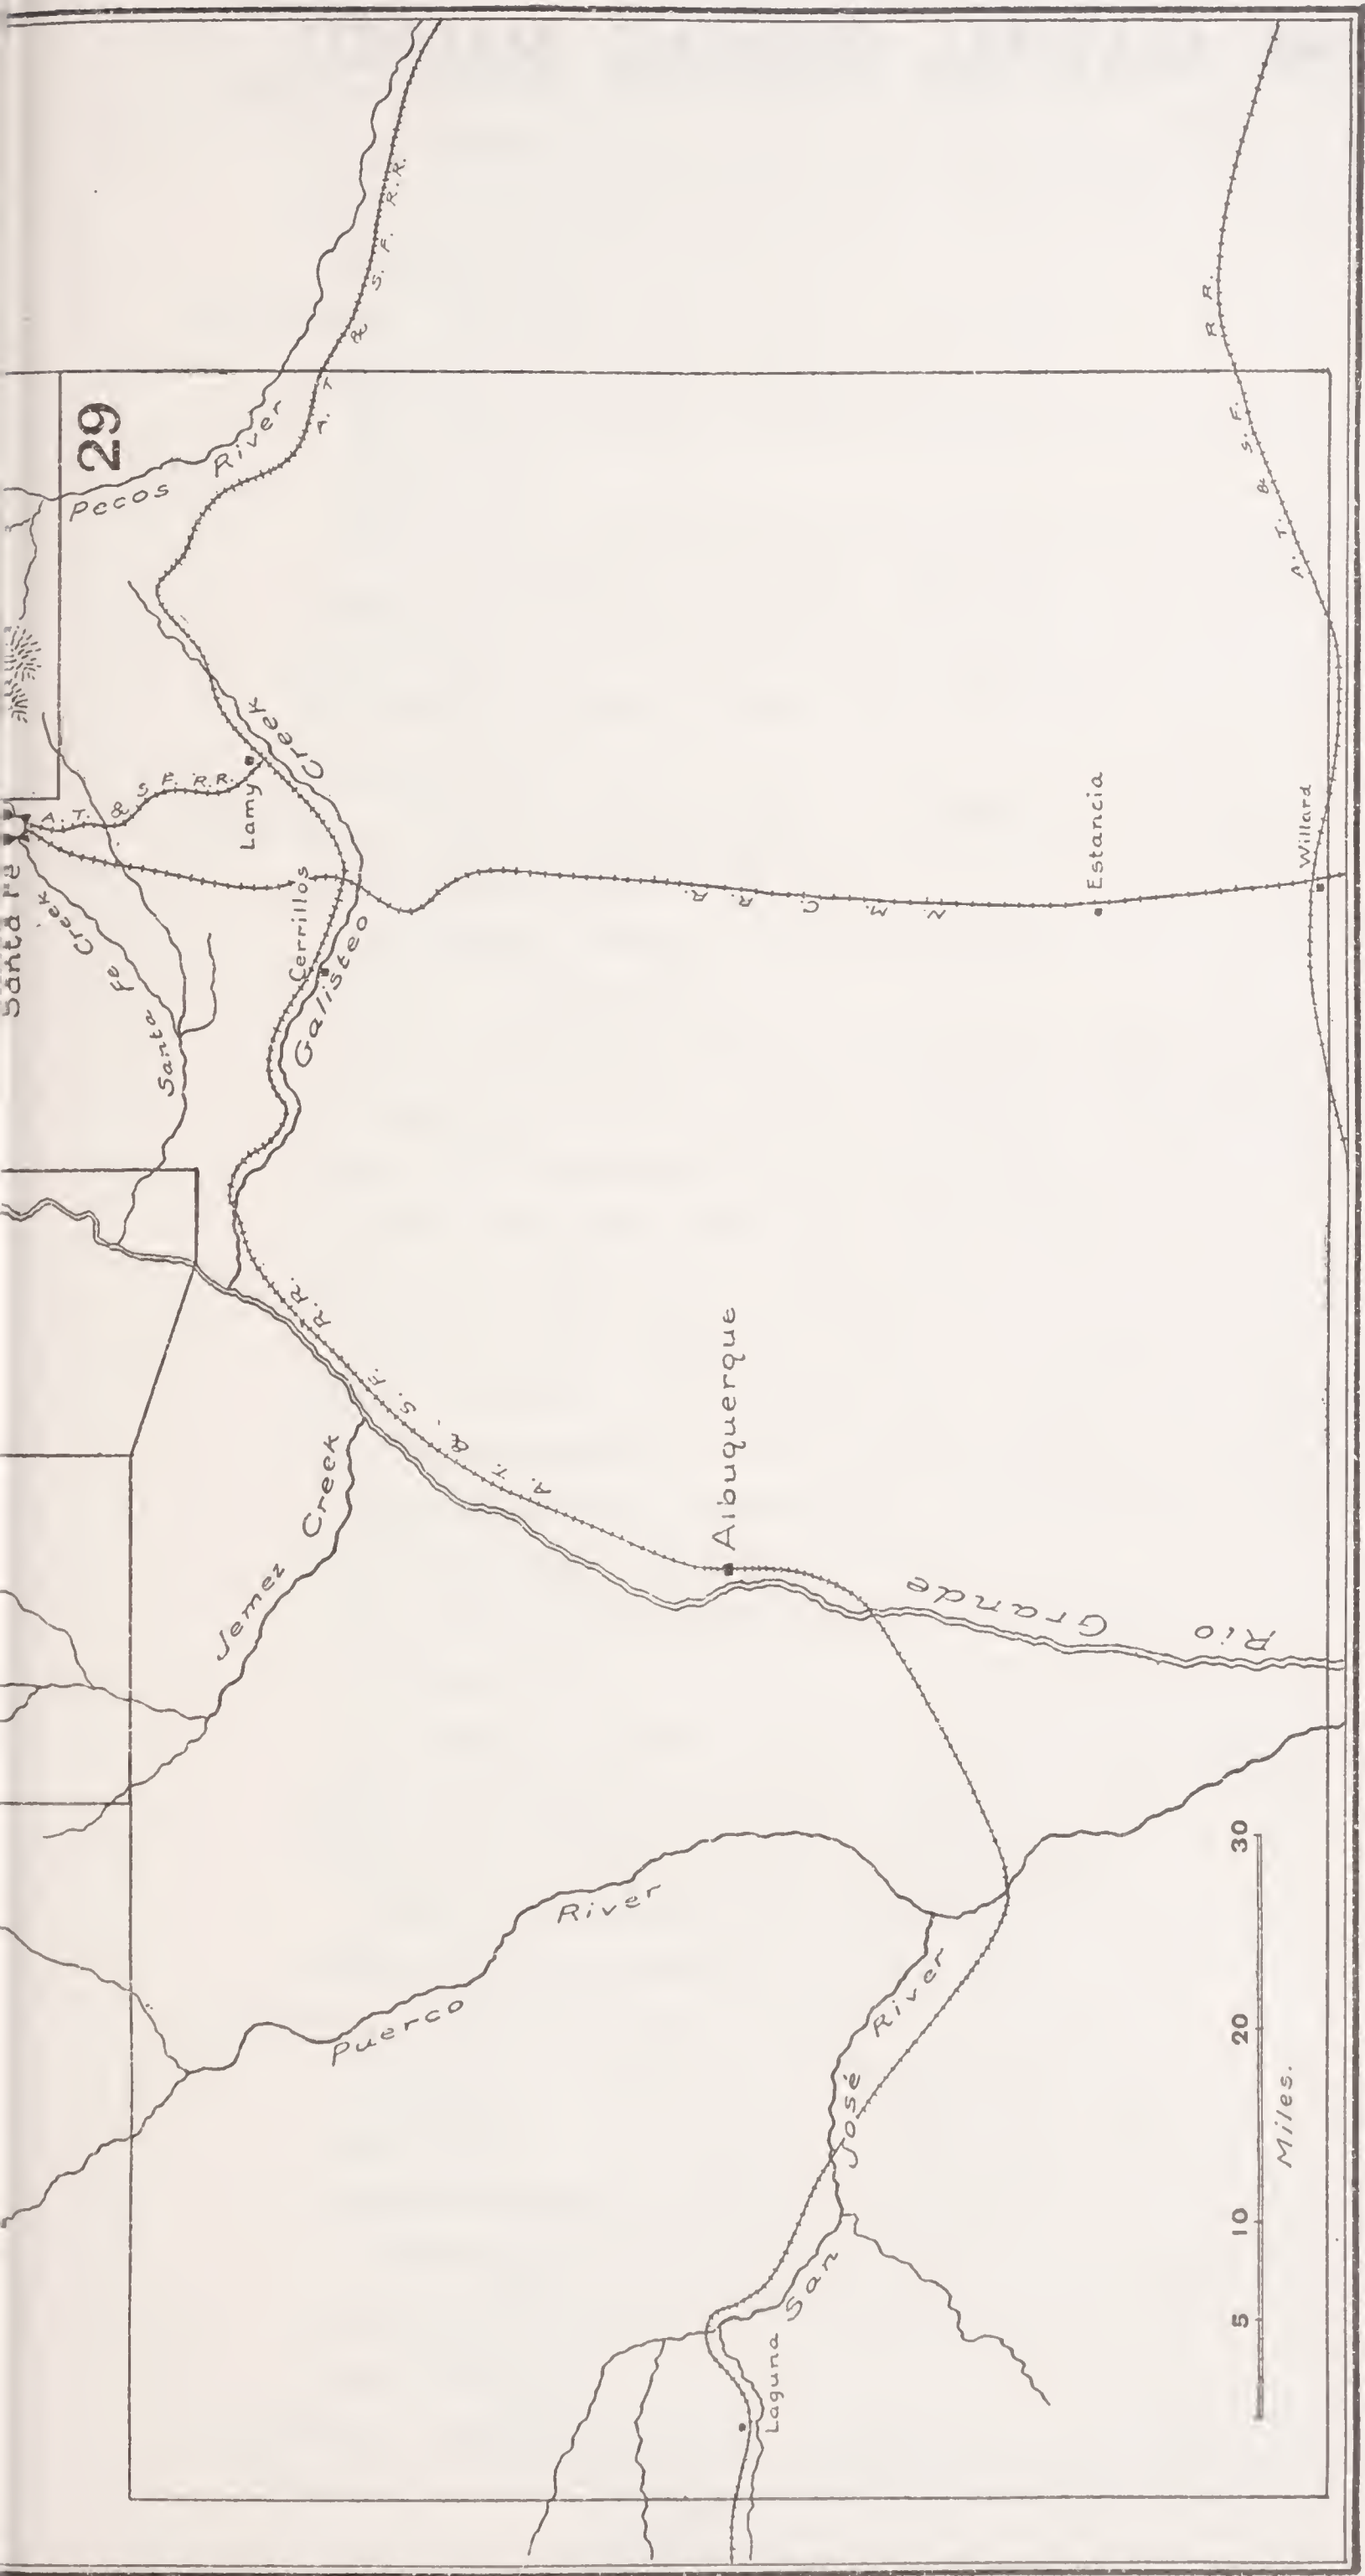 29
Pecos River
A. T. & S. F. R.R.
A. T. & S. F. R.R.
Santa Fe
Santa Fe Creek
Lamy
Cerrillos
Galisteo Creek
N. M. C. R. R.
Estancia
Willard
A. T. & S. F. R R.
Jemez Creek
A. T. & S. F. R.R.
Albuquerque
Rio Grande
Puerco River
San José River
Laguna
5 10 20 30
Miles.